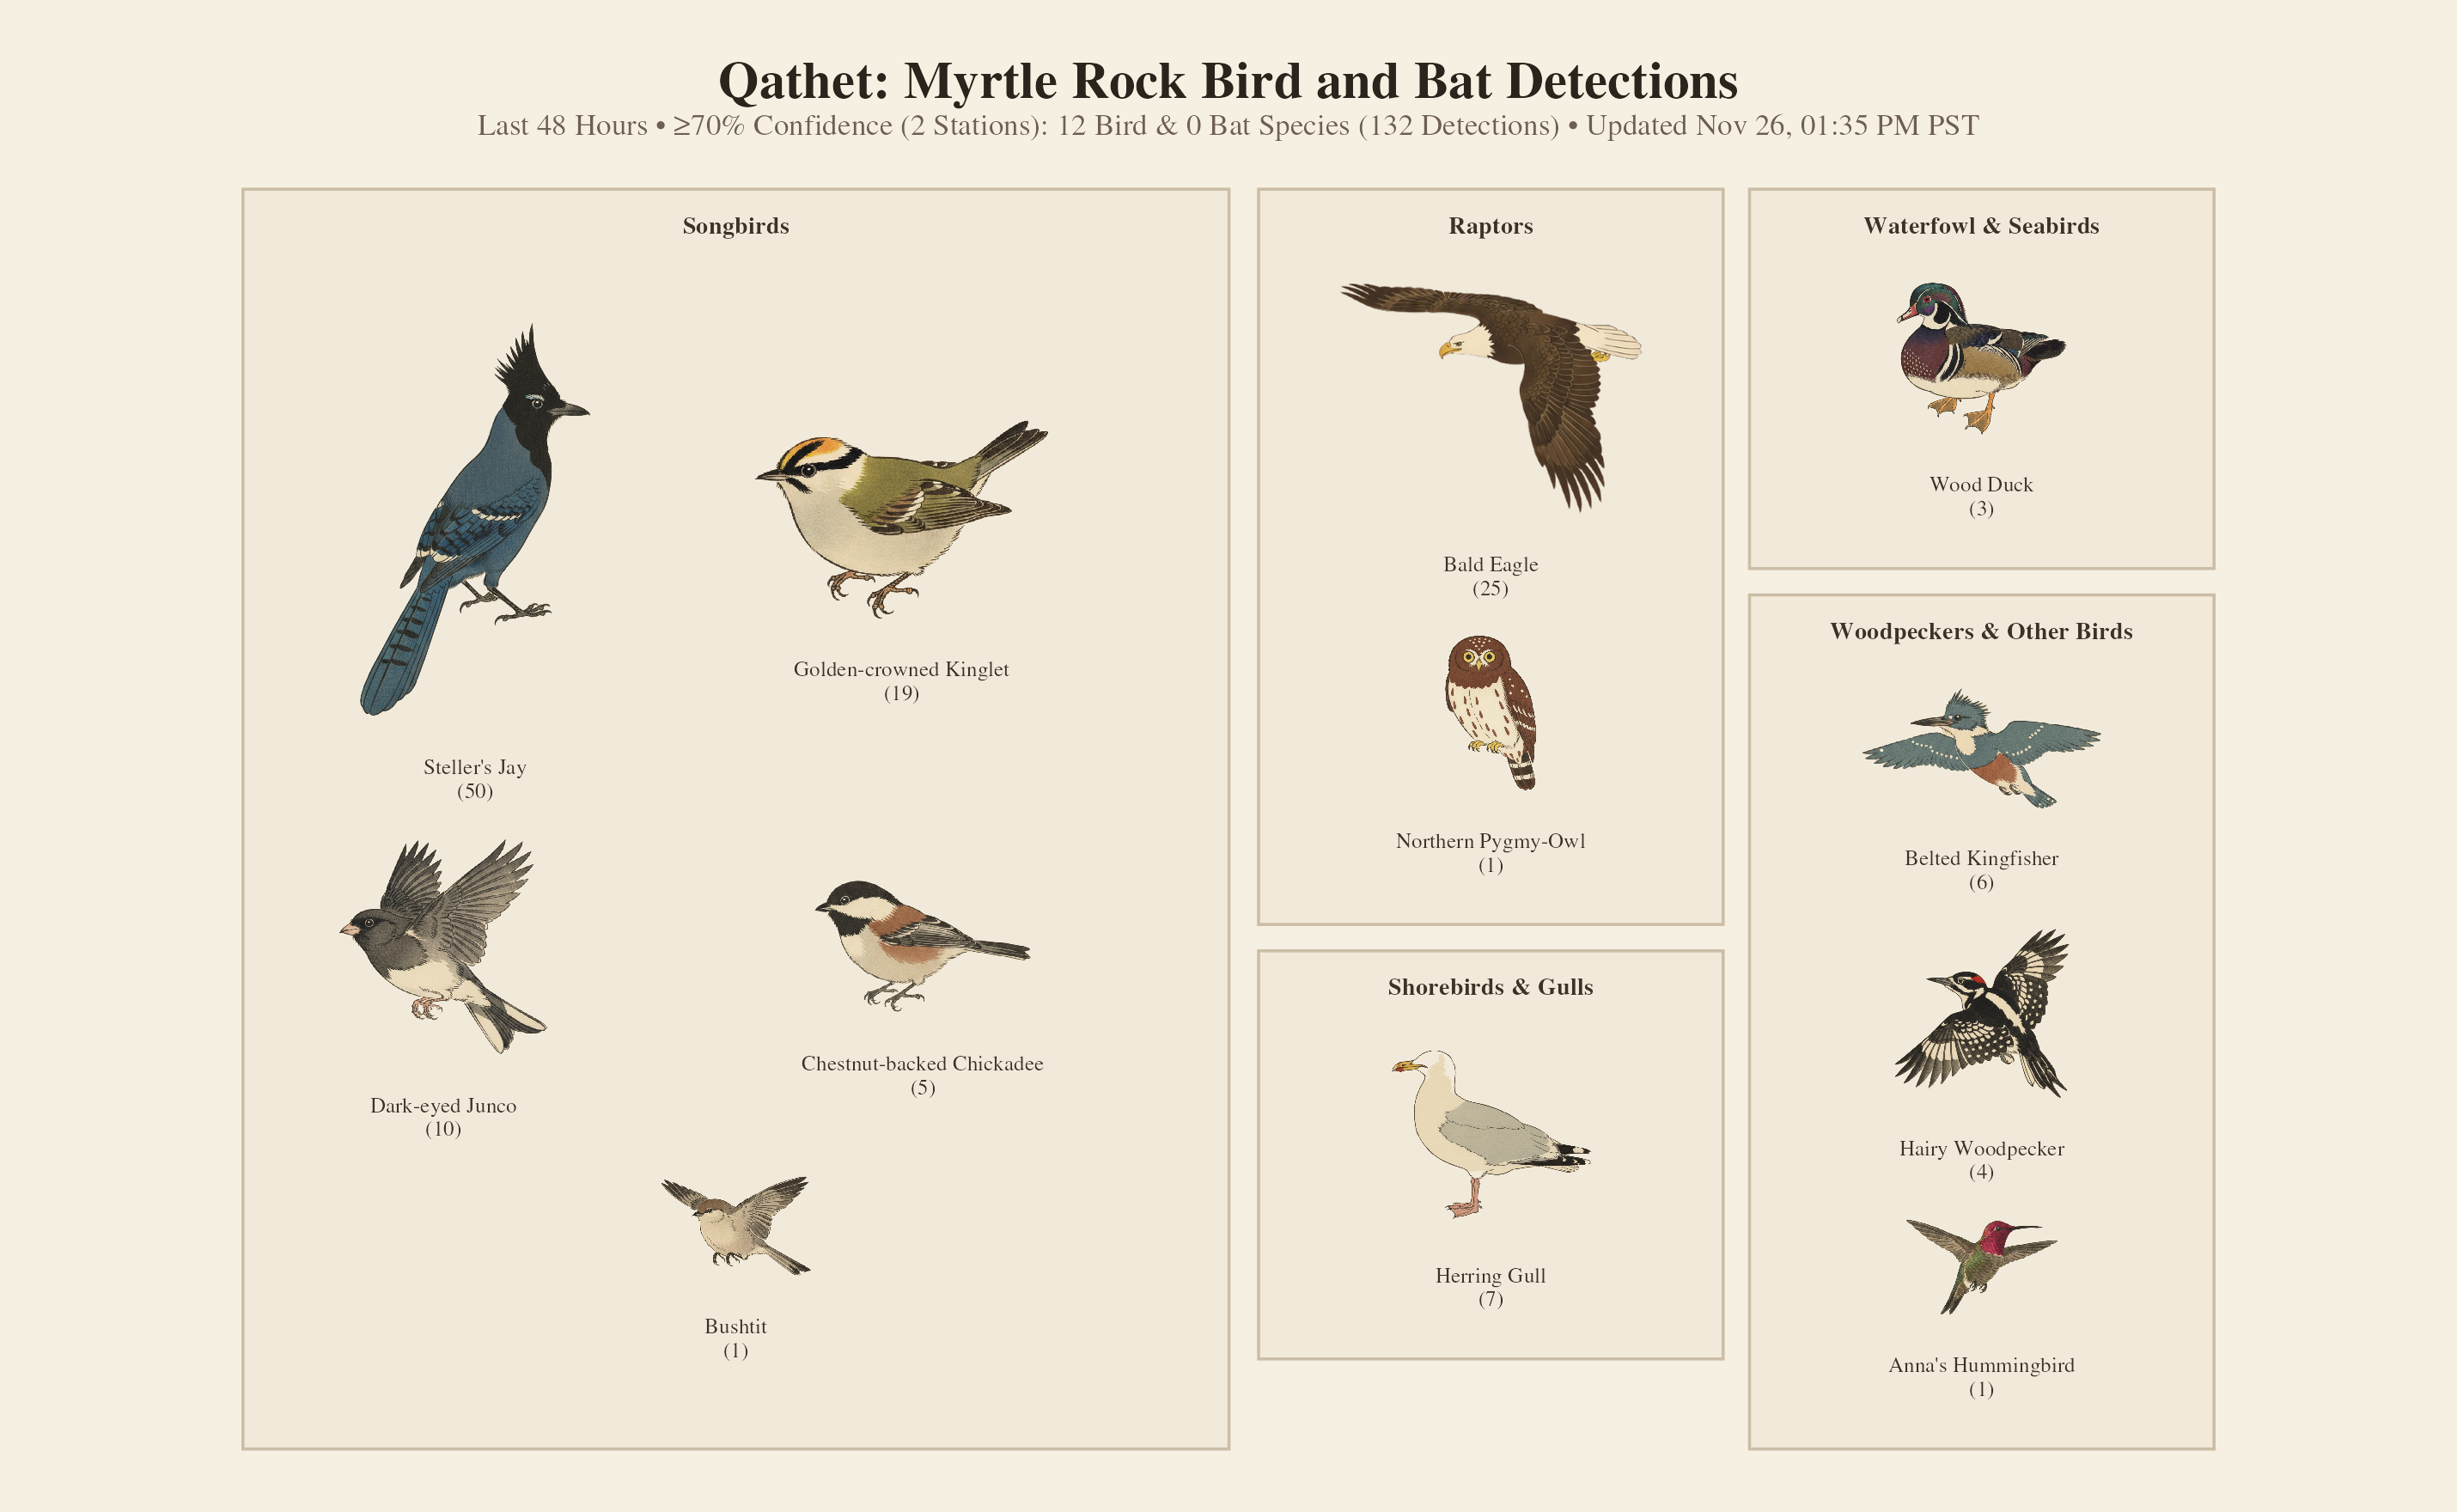 Qathet: Myrtle Rock Bird and Bat Detections
Last 48 Hours • ≥70% Confidence (2 Stations): 12 Bird & 0 Bat Species (132 Detections) • Updated Nov 26, 01:35 PM PST
Songbirds
Steller's Jay
(50)
Golden-crowned Kinglet
(19)
Dark-eyed Junco
(10)
Chestnut-backed Chickadee
(5)
Bushtit
(1)
Raptors
Bald Eagle
(25)
Northern Pygmy-Owl
(1)
Shorebirds & Gulls
Herring Gull
(7)
Waterfowl & Seabirds
Wood Duck
(3)
Woodpeckers & Other Birds
Belted Kingfisher
(6)
Hairy Woodpecker
(4)
Anna's Hummingbird
(1)